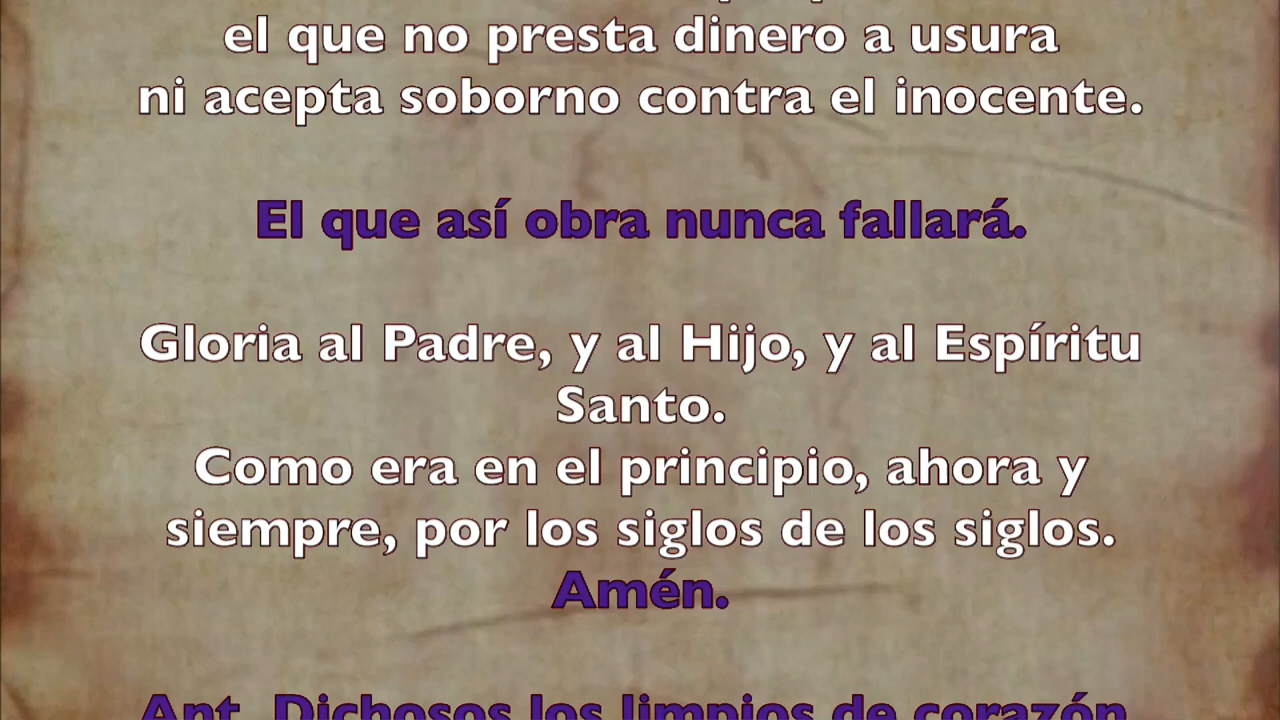 el que no presta dinero a usura
ni acepta soborno contra el inocente.
El que así obra nunca fallará.
Gloria al Padre, y al Hijo, y al Espíritu
Santo.
Como era en el principio, ahora y
siempre, por los siglos de los siglos.
Amén.
Ant. Dichosos los limpios de corazón